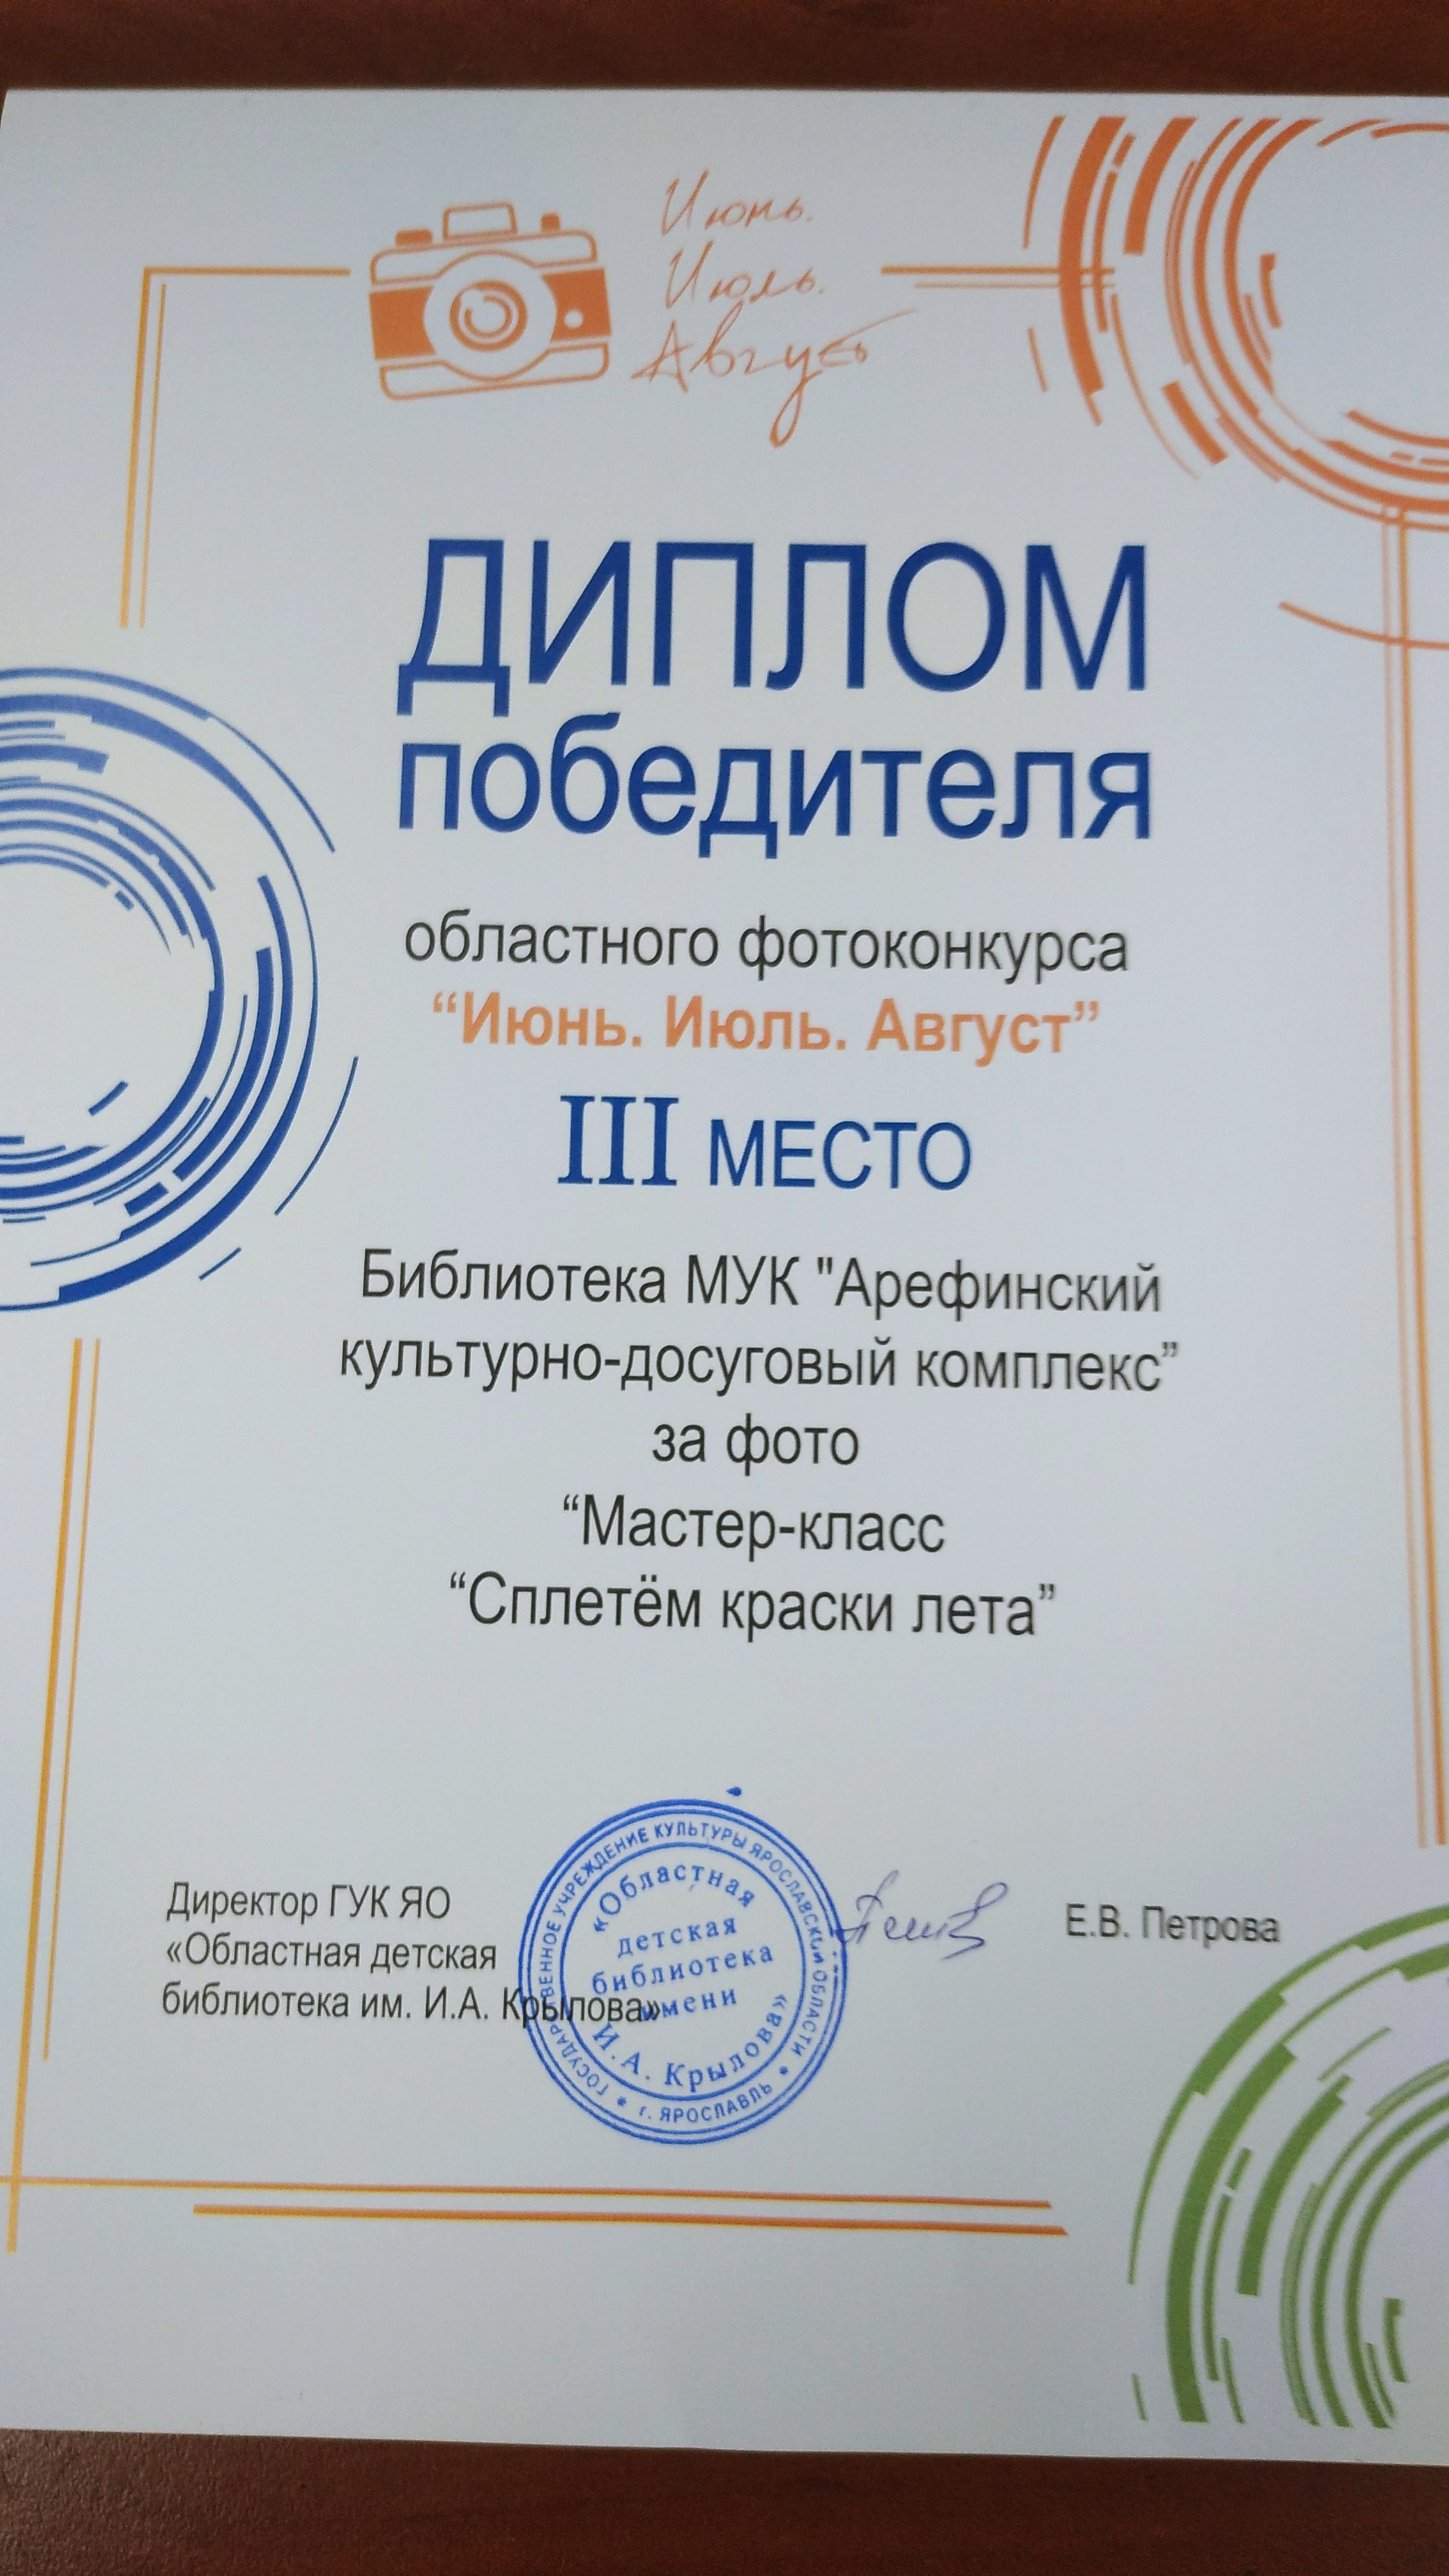 Июнь.
Июль.
Август
ДИПЛОМ
победителя
областного фотоконкурса
“Июнь. Июль. Август”
III МЕСТО
Библиотека МУК "Арефинский
культурно-досуговый комплекс”
за фото
“Мастер-класс
“Сплетём краски лета”
Директор ГУК ЯО
«Областная детская
библиотека им. И.А. Крылова»
ГОСУДАРСТВЕННОЕ УЧРЕЖДЕНИЕ КУЛЬТУРЫ ЯРОСЛАВСКОЙ ОБЛАСТИ
* г. ЯРОСЛАВЛЬ *
«Областная
детская
библиотека
имени
И.А. Крылова»
Е.В. Петрова